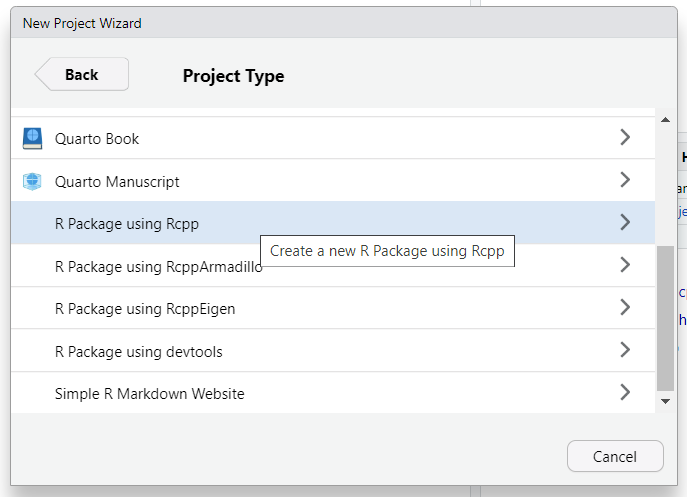 New Project Wizard
Back
Project Type
Quarto Book
Quarto Manuscript
R Package using Rcpp
Create a new R Package using Rcpp
R Package using RcppArmadillo
R Package using RcppEigen
R Package using devtools
Simple R Markdown Website
Cancel